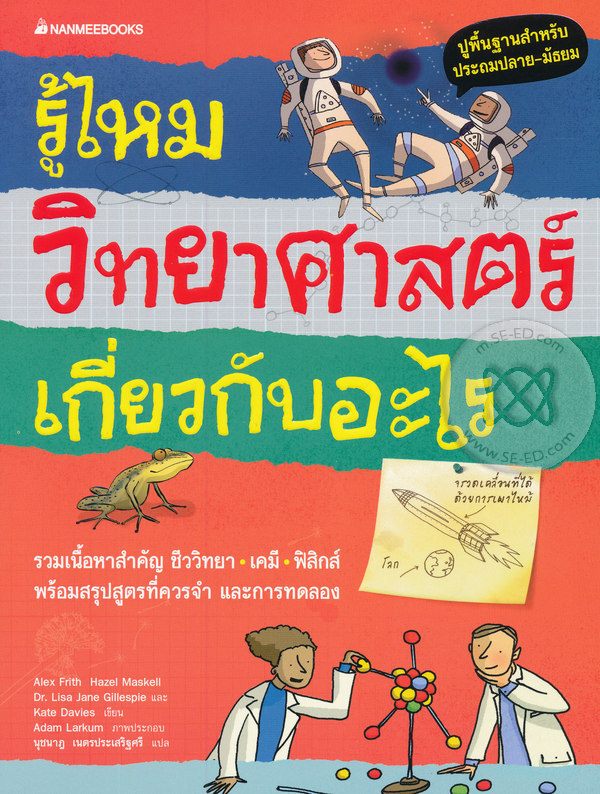 NANMEEBOOKS
ปูพื้นฐานสำหรับ
ประถมปลาย-มัธยม
รู้ไหม
วิทยาศาสตร์
เกี่ยวกับอะไร
m.SE-ED.com
www.SE-ED.com
จรวดเคลื่อนที่ได้
ด้วยการเผาไหม้
โลก
รวมเนื้อหาสำคัญ ชีววิทยา • เคมี • ฟิสิกส์
พร้อมสรุปสูตรที่ควรจำ และการทดลอง
Alex Frith Hazel Maskell
Dr. Lisa Jane Gillespie และ
Kate Davies เขียน
Adam Larkum ภาพประกอบ
นุชนาฎ เนตรประเสริฐศรี แปล